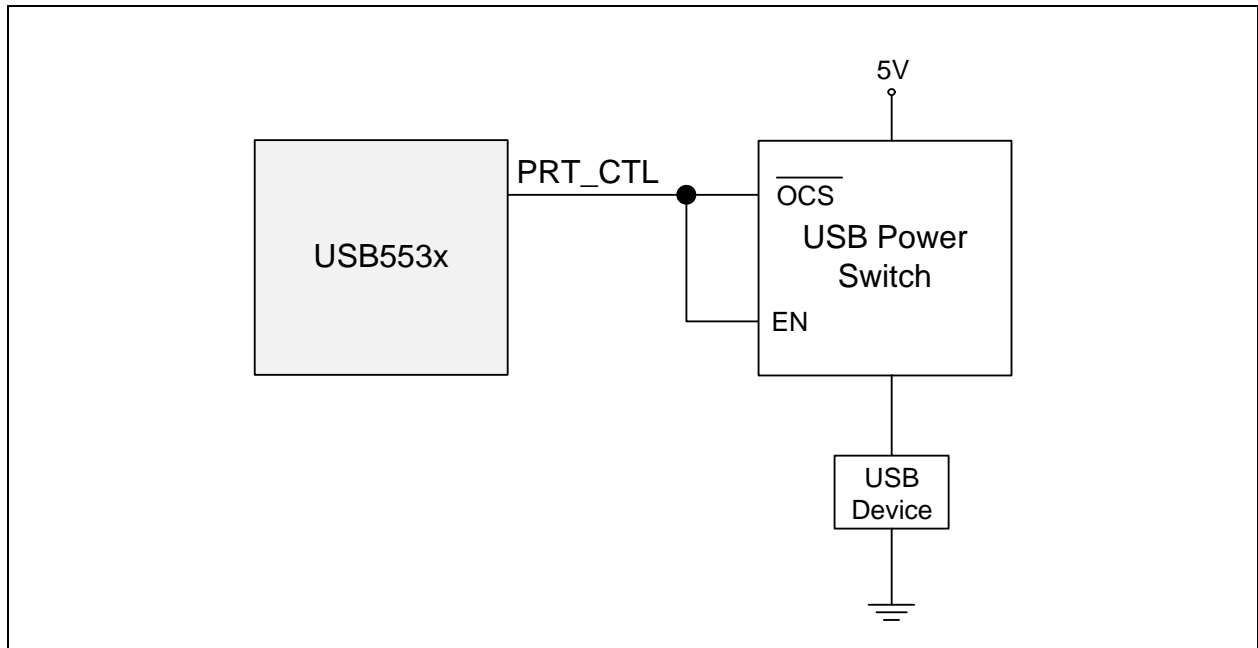 5V
PRT_CTL
OCS
USB553x
USB Power
Switch
EN
USB
Device